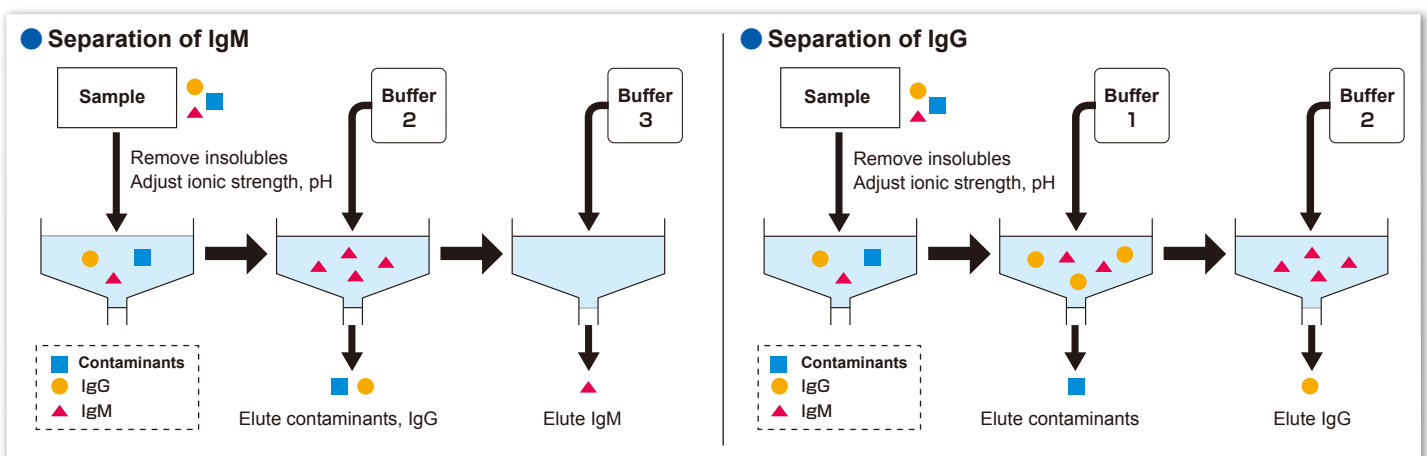 Separation of IgM
Sample
Buffer
2
Buffer
3
Remove insolubles
Adjust ionic strength, pH
Contaminants
IgG
IgM
Elute contaminants, IgG
Elute IgM
Separation of IgG
Sample
Buffer
1
Buffer
2
Remove insolubles
Adjust ionic strength, pH
Contaminants
IgG
IgM
Elute contaminants
Elute IgG